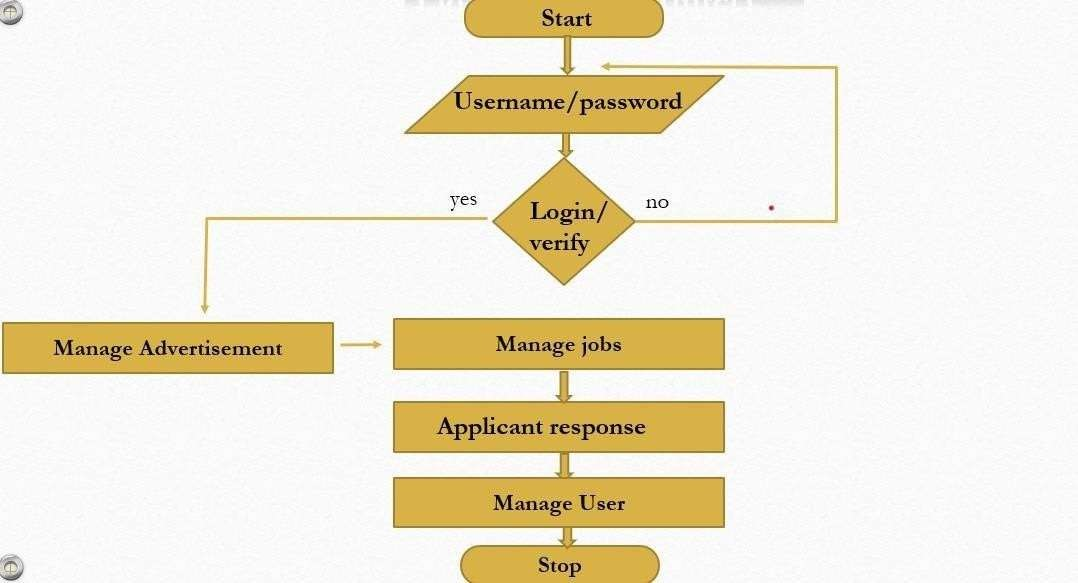 Start
Username/password
yes
Login/
verify
no
Manage Advertisement
Manage jobs
Applicant response
Manage User
Stop